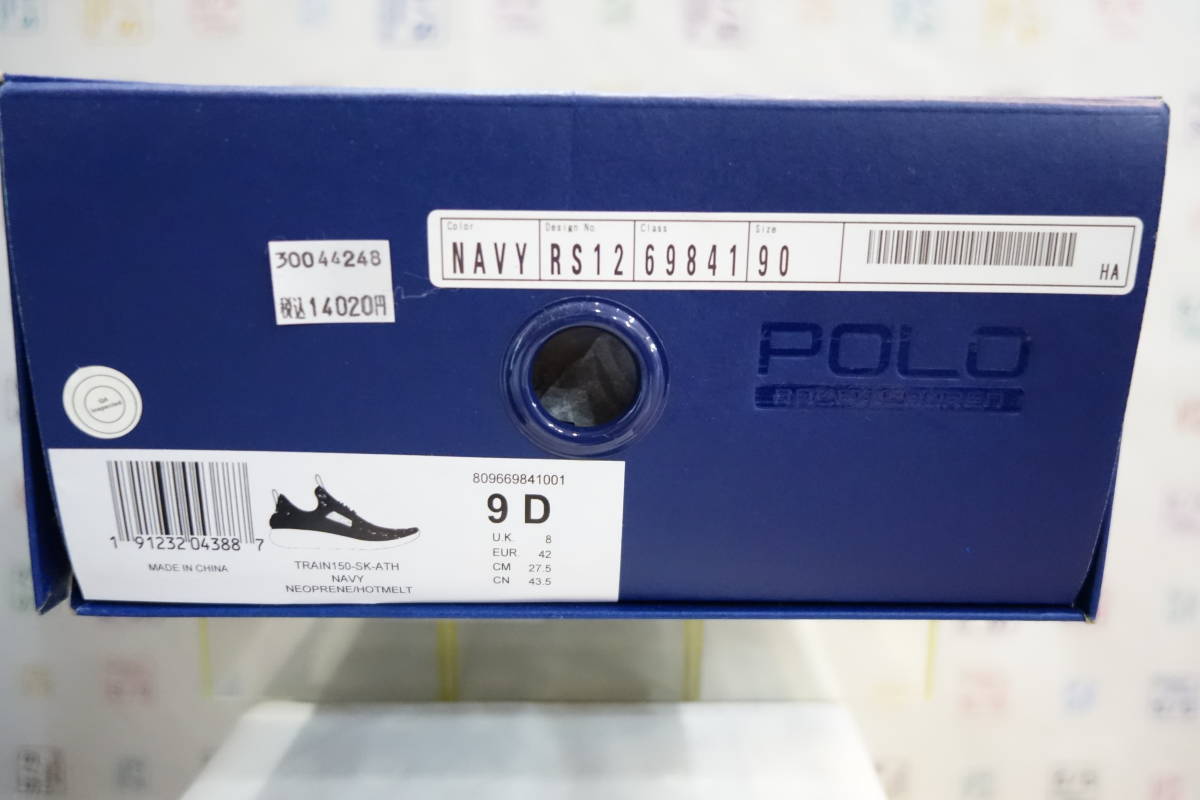 Color Design No Class Size
NAVY RS12 69841 90
HA
30044248
税込14020円
POLO
QA
Inspected
1 91232 04388 7
MADE IN CHINA
TRAIN150-SK-ATH
NAVY
NEOPRENE/HOTMELT
809669841001
9 D
U.K. 8
EUR. 42
CM 27.5
CN 43.5